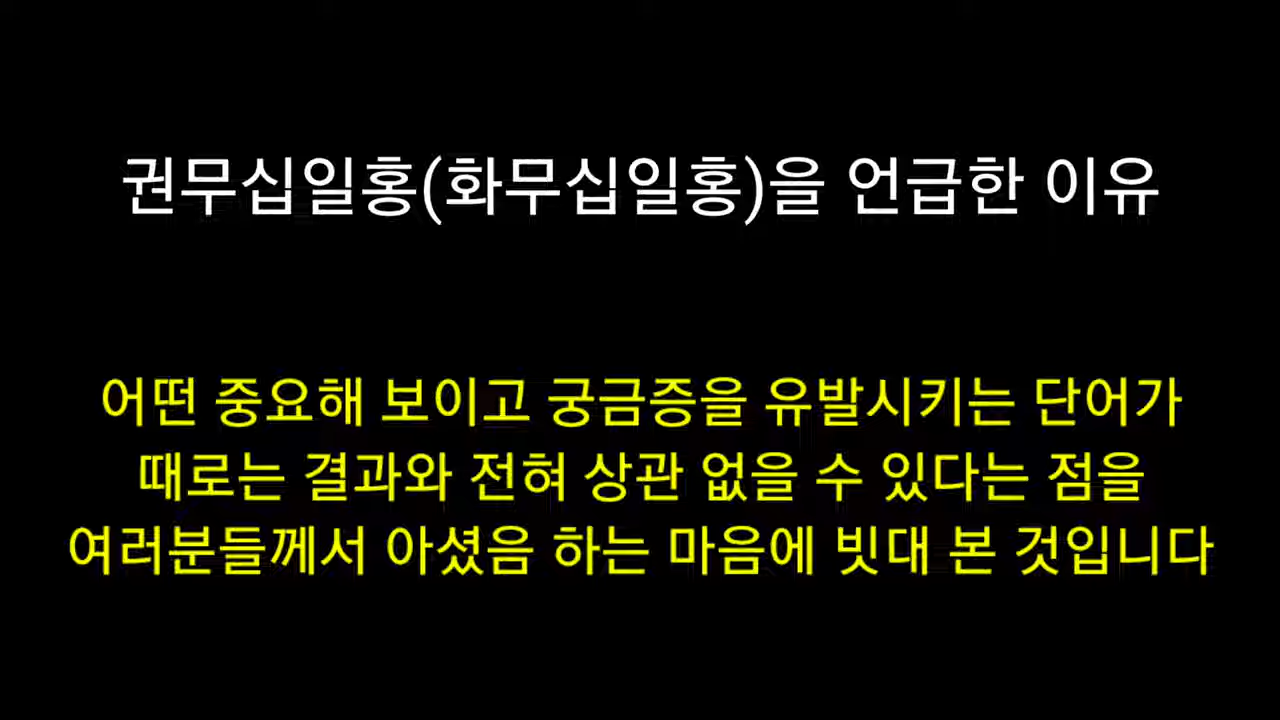 권무십일홍(화무십일홍)을 언급한 이유
어떤 중요해 보이고 궁금증을 유발시키는 단어가
때로는 결과와 전혀 상관 없을 수 있다는 점을
여러분들께서 아셨음 하는 마음에 빗대 본 것입니다